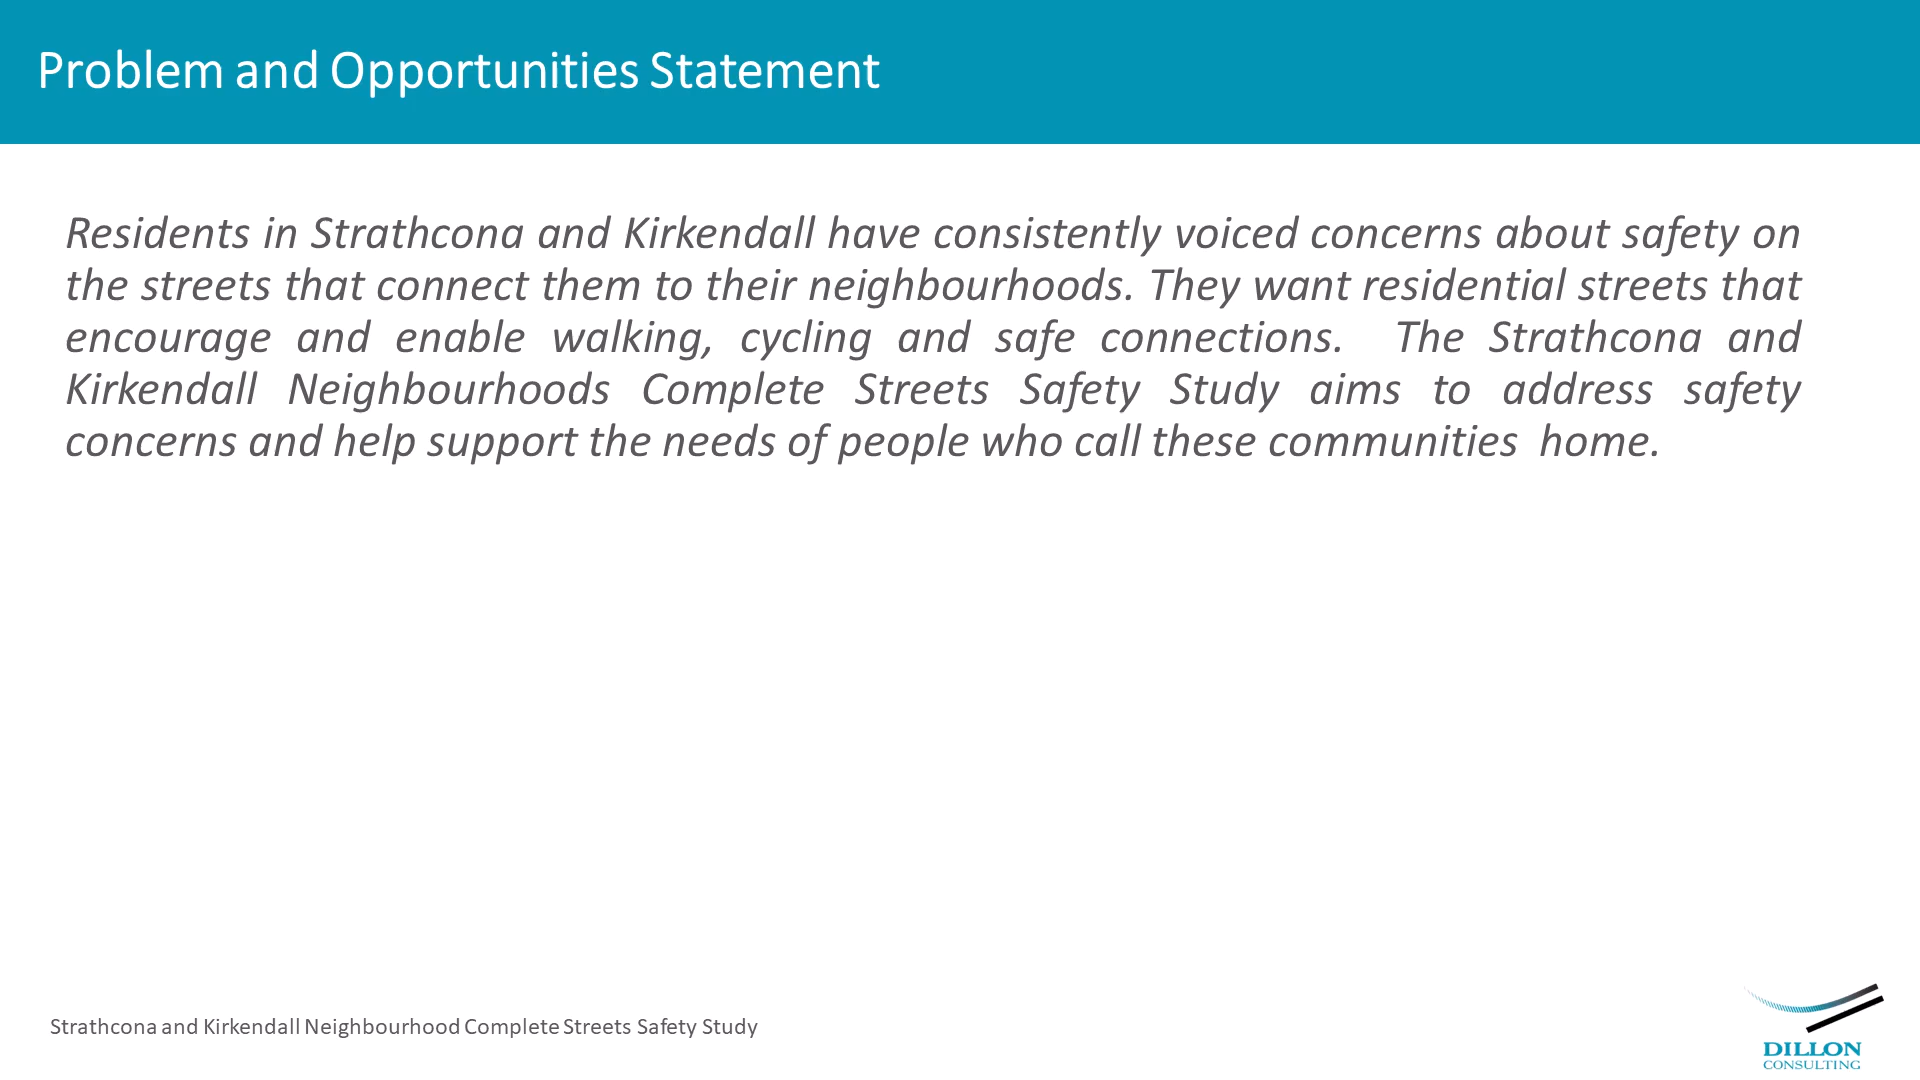 Problem and Opportunities Statement
Residents in Strathcona and Kirkendall have consistently voiced concerns about safety on
the streets that connect them to their neighbourhoods. They want residential streets that
encourage and enable walking, cycling and safe connections.  The Strathcona and
Kirkendall Neighbourhoods Complete Streets Safety Study aims to address safety
concerns and help support the needs of people who call these communities  home.
Strathcona and Kirkendall Neighbourhood Complete Streets Safety Study
DILLON
CONSULTING